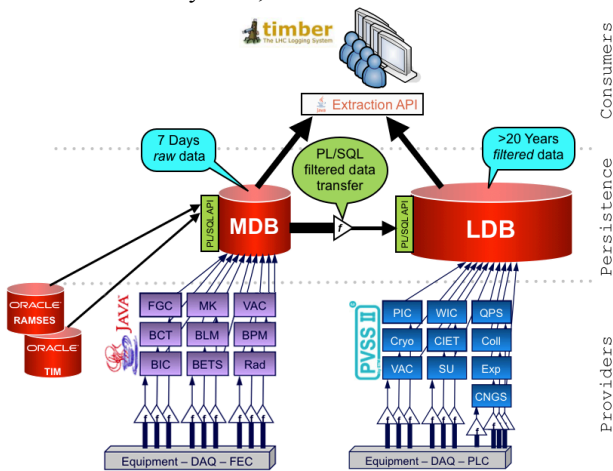 timber
The LHC Logging System
Extraction API
Consumers
7 Days
raw data
PL/SQL
filtered data
transfer
>20 Years
filtered data
PL/SQL API
MDB
f
PL/SQL API
LDB
Persistence
ORACLE
RAMSES
ORACLE
TIM
JAVA
FGC MK VAC
BCT BLM BPM
BIC BETS Rad
f f f f f f f f f
Equipment – DAQ – FEC
PVSS II
PIC WIC QPS
Cryo CIET Coll
VAC SU Exp
CNGS
f f f f f f f f f f
Equipment – DAQ – PLC
Providers